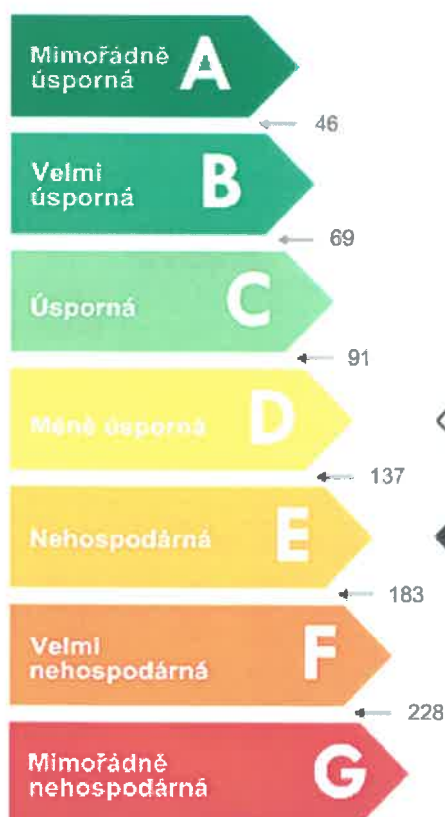 Mimořádně
úsporná
A
46
Velmi
úsporná
B
69
Úsporná
C
91
Méně úsporná
D
137
Nehospodárná
E
183
Velmi
nehospodárná
F
228
Mimořádně
nehospodárná
G